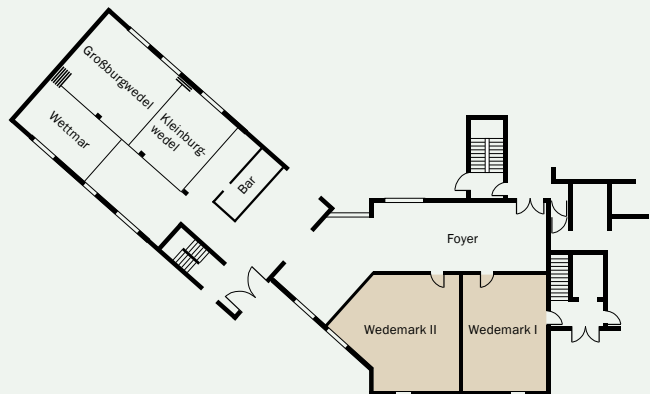 Großburgwedel
Kleinburg-
wedel
Wettmar
Bar
Foyer
Wedemark II
Wedemark I